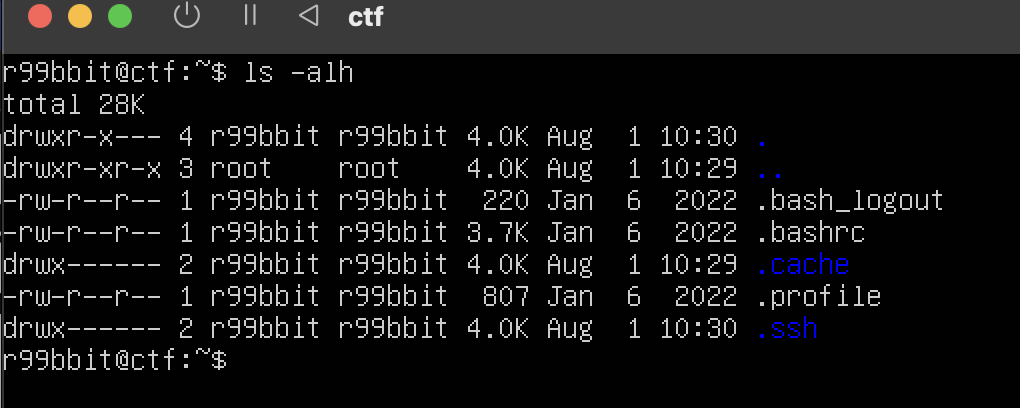 ctf
r99bbit@ctf:~$ ls -alh
total 28K
drwxr-x--- 4 r99bbit r99bbit 4.0K Aug  1 10:30 .
drwxr-xr-x 3 root    root    4.0K Aug  1 10:29 ..
-rw-r--r-- 1 r99bbit r99bbit  220 Jan  6  2022 .bash_logout
-rw-r--r-- 1 r99bbit r99bbit 3.7K Jan  6  2022 .bashrc
drwx------ 2 r99bbit r99bbit 4.0K Aug  1 10:29 .cache
-rw-r--r-- 1 r99bbit r99bbit  807 Jan  6  2022 .profile
drwx------ 2 r99bbit r99bbit 4.0K Aug  1 10:30 .ssh
r99bbit@ctf:~$